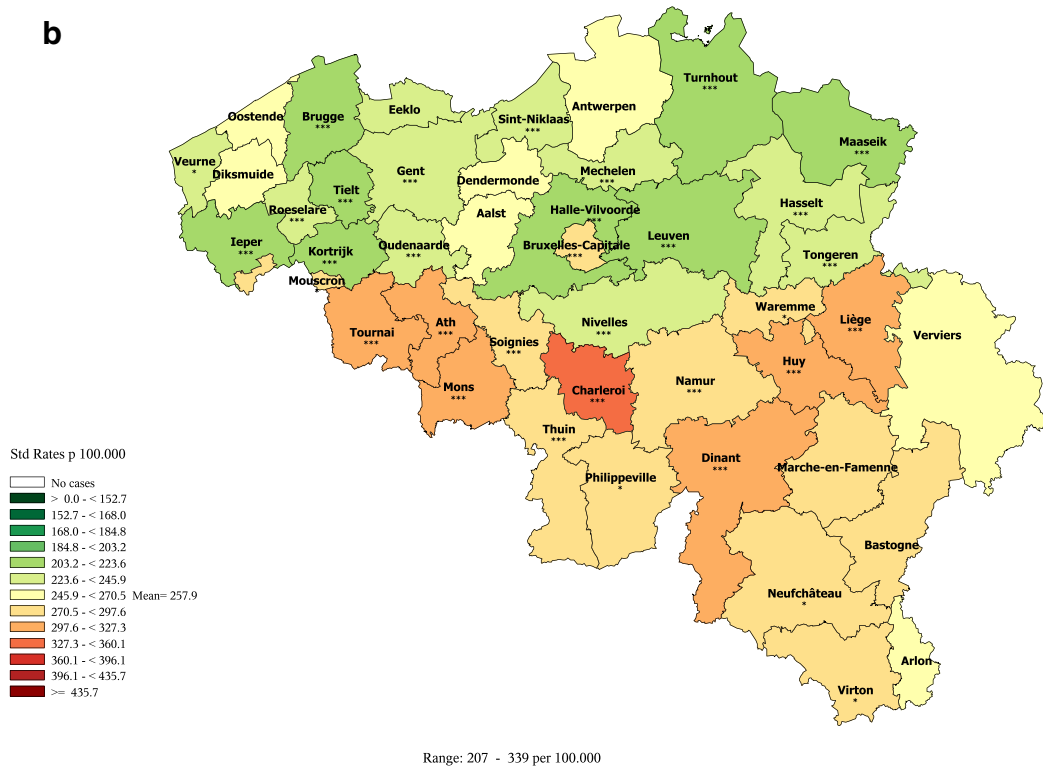 b
Turnhout
***
Oostende
Brugge
***
Eeklo
Antwerpen
Sint-Niklaas
***
Maaseik
***
Veurne
*
Diksmuide
Gent
***
Dendermonde
Mechelen
***
Tielt
***
Roeselare
***
Aalst
Halle-Vilvoorde
***
Hasselt
***
Ieper
***
Kortrijk
***
Oudenaarde
***
Bruxelles-Capitale
***
Leuven
***
Tongeren
***
Mouscron
*
Tournai
***
Ath
***
Soignies
***
Nivelles
***
Waremme
*
Liège
***
Verviers
Huy
***
Mons
***
Charleroi
***
Namur
***
Thuin
***
Dinant
***
Marche-en-Famenne
Philippeville
*
Bastogne
Neufchâteau
*
Arlon
Virton
*
Std Rates p 100.000
No cases
> 0.0 - < 152.7
152.7 - < 168.0
168.0 - < 184.8
184.8 - < 203.2
203.2 - < 223.6
223.6 - < 245.9
245.9 - < 270.5 Mean= 257.9
270.5 - < 297.6
297.6 - < 327.3
327.3 - < 360.1
360.1 - < 396.1
396.1 - < 435.7
>= 435.7
Range: 207 - 339 per 100.000